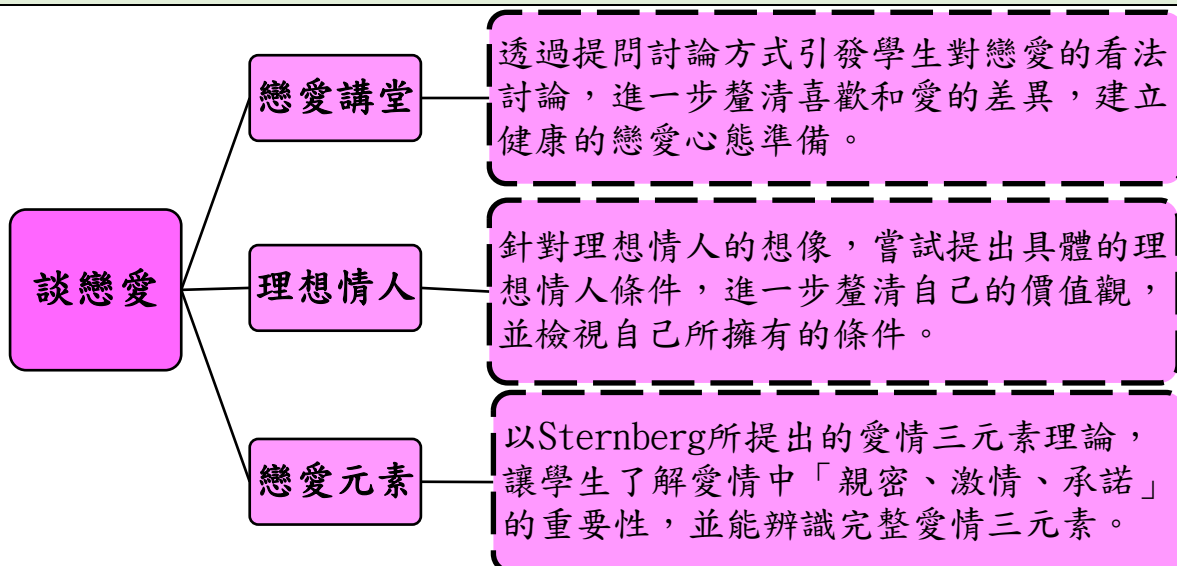 談戀愛
戀愛講堂
透過提問討論方式引發學生對戀愛的看法
討論，進一步釐清喜歡和愛的差異，建立
健康的戀愛心態準備。
理想情人
針對理想情人的想像，嘗試提出具體的理
想情人條件，進一步釐清自己的價值觀，
並檢視自己所擁有的條件。
戀愛元素
以Sternberg所提出的愛情三元素理論，
讓學生了解愛情中「親密、激情、承諾」
的重要性，並能辨識完整愛情三元素。